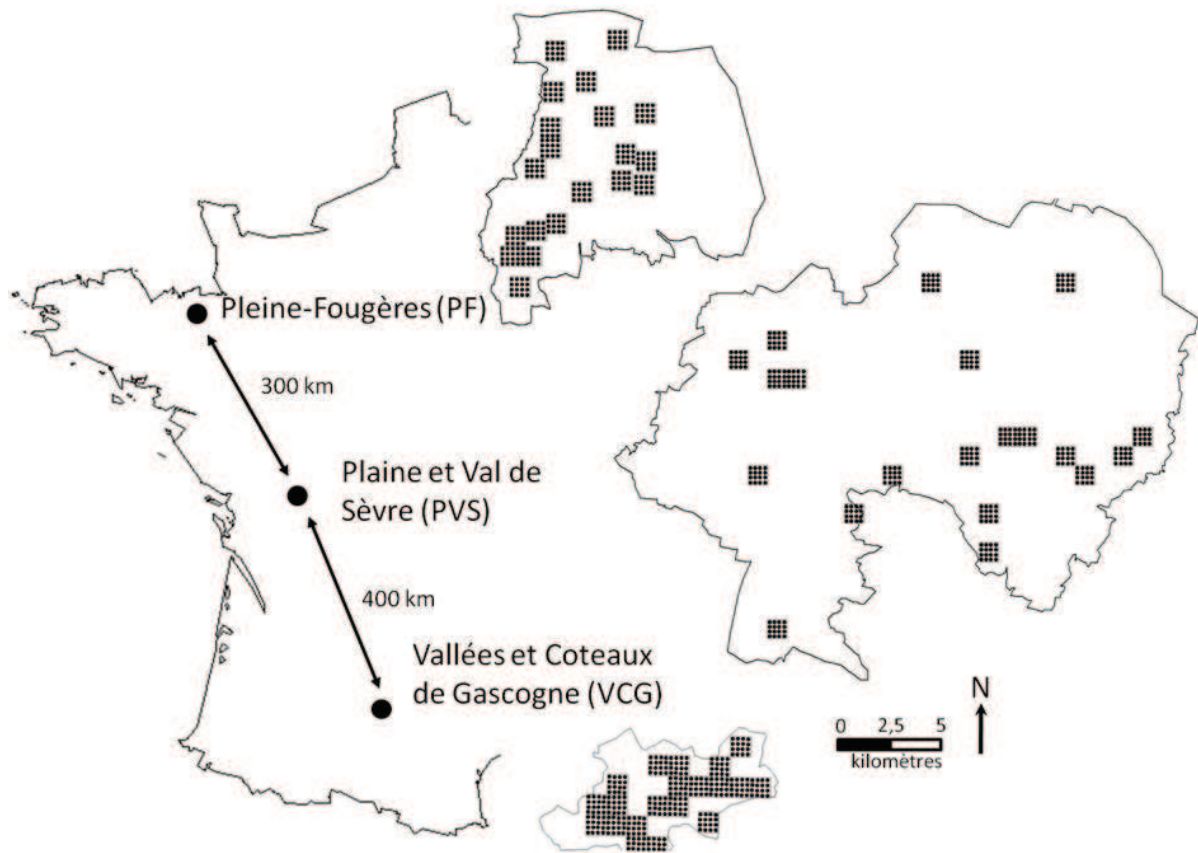 Pleine-Fougères (PF)
300 km
Plaine et Val de
Sèvre (PVS)
400 km
Vallées et Coteaux
de Gascogne (VCG)
N
0 2,5 5
kilomètres